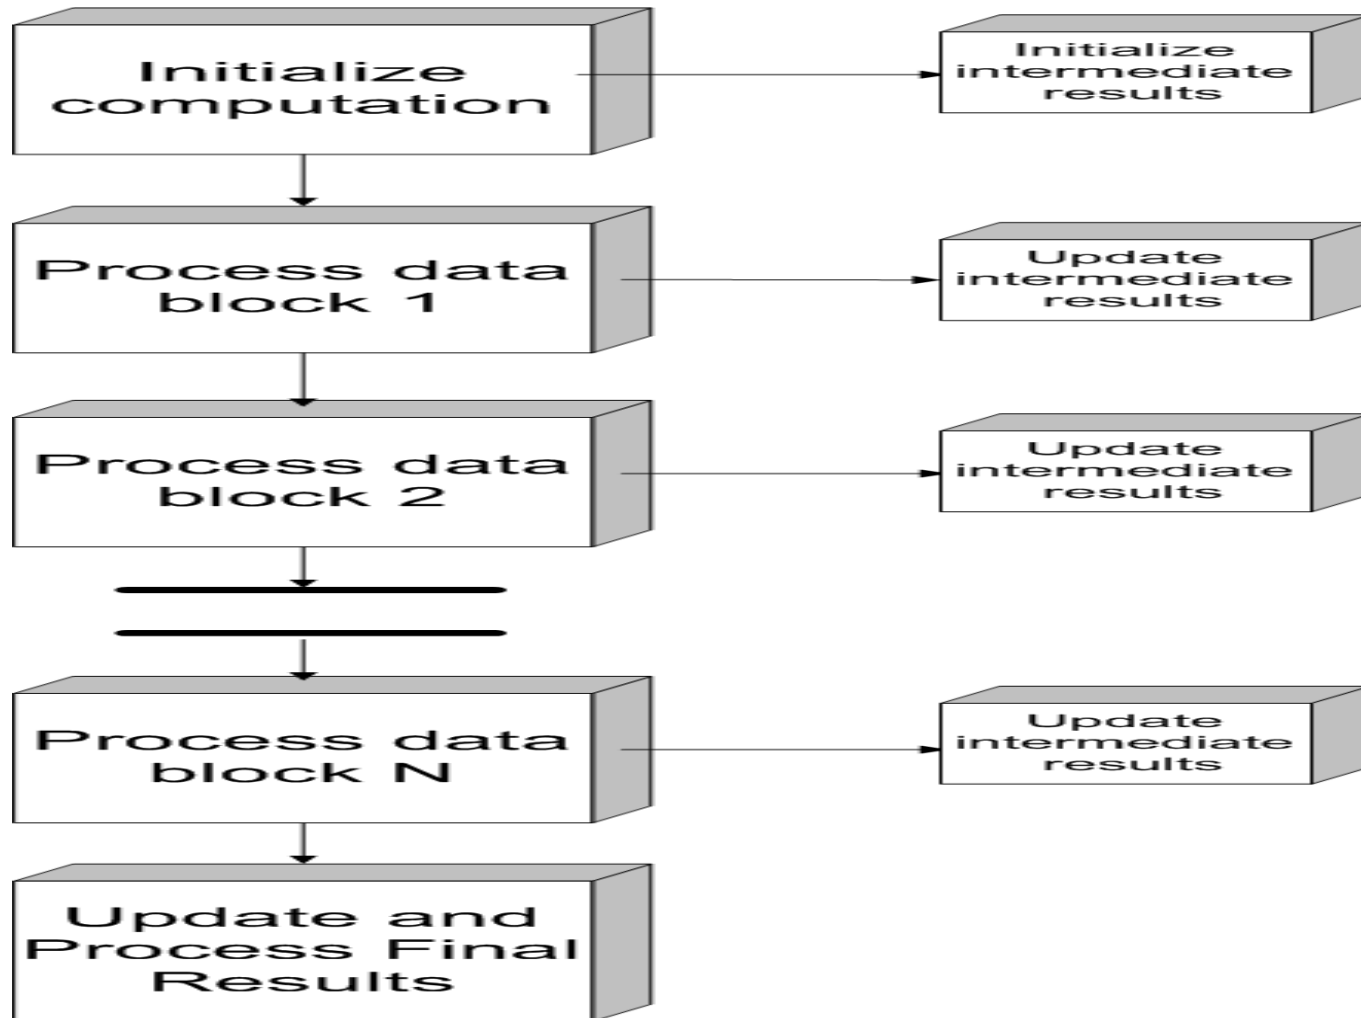 Initialize
computation
Initialize
intermediate
results
Process data
block 1
Update
intermediate
results
Process data
block 2
Update
intermediate
results
Process data
block N
Update
intermediate
results
Update and
Process Final
Results